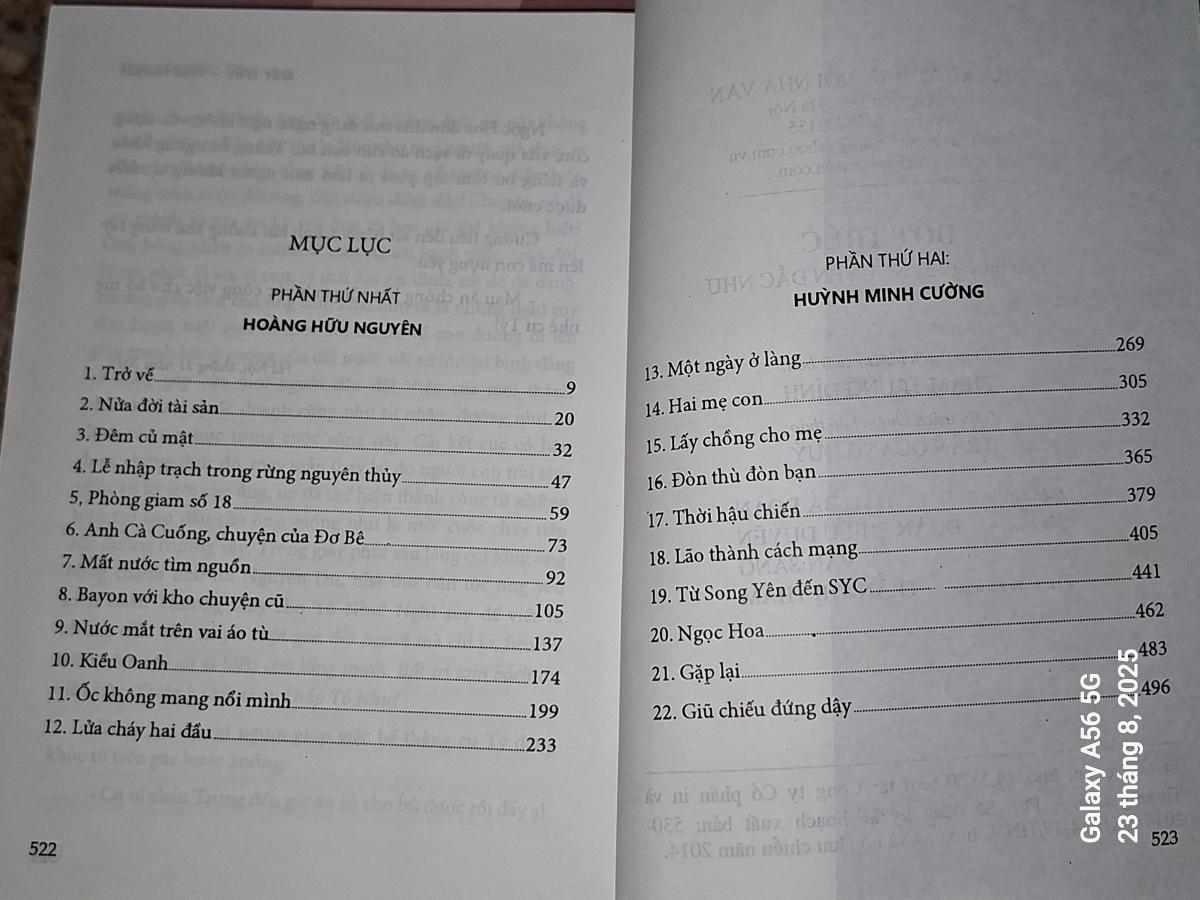 MỤC LỤC
PHẦN THỨ NHẤT
HOÀNG HỮU NGUYÊN
1. Trở về 9
2. Nửa đời tài sản 20
3. Đêm củ mật 32
4. Lễ nhập trạch trong rừng nguyên thủy 47
5, Phòng giam số 18 59
6. Anh Cà Cuống, chuyện của Đơ Bê 73
7. Mất nước tìm nguồn 92
8. Bayon với kho chuyện cũ 105
9. Nước mắt trên vai áo tù 137
10. Kiều Oanh 174
11. Ốc không mang nổi mình 199
12. Lửa cháy hai đầu 233
522
PHẦN THỨ HAI:
HUỲNH MINH CƯỜNG
13. Một ngày ở làng 269
14. Hai mẹ con 305
15. Lấy chồng cho mẹ 332
16. Đòn thù đòn bạn 365
17. Thời hậu chiến 379
18. Lão thành cách mạng 405
19. Từ Song Yên đến SYC 441
20. Ngọc Hoa 462
21. Gặp lại 483
22. Giũ chiếu đứng dậy 496
523
Galaxy A56 5G
23 tháng 8, 2025